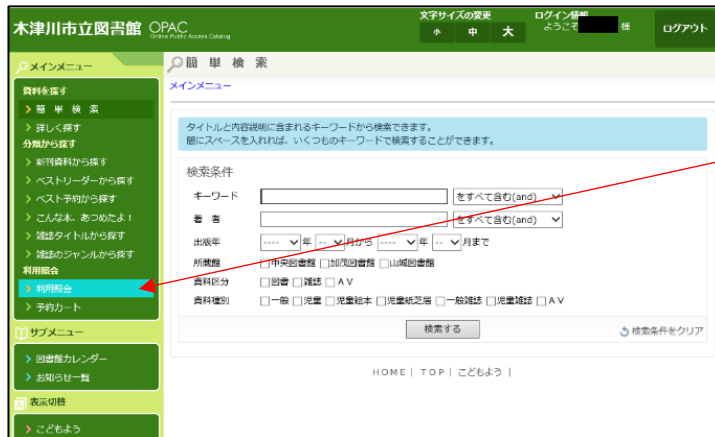 木津川市立図書館 OPAC
Online Public Access Catalog
文字サイズの変更
小 中 大
ログイン情報
ようこそ 様
ログアウト
メインメニュー
資料を探す
> 簡単検索
> 詳しく探す
分類から探す
> 新刊資料から探す
> ベストリーダーから探す
> ベスト予約から探す
> こんな本、あつめたよ!
> 雑誌タイトルから探す
> 雑誌のジャンルから探す
利用照会
> 利用照会
> 予約カート
サブメニュー
> 図書館カレンダー
> お知らせ一覧
表示切替
> こどもよう
簡単検索
メインメニュー
タイトルと内容説明に含まれるキーワードから検索できます。
間にスペースを入れれば、いくつものキーワードで検索することができます。
検索条件
キーワード をすべて含む(and)
著者 をすべて含む(and)
出版年 ---- 年 -- 月から ---- 年 -- 月まで
所蔵館 □中央図書館 □加茂図書館 □山城図書館
資料区分 □図書 □雑誌 □AV
資料種別 □一般 □児童 □児童絵本 □児童紙芝居 □一般雑誌 □児童雑誌 □AV
検索する
検索条件をクリア
HOME| TOP| こどもよう |